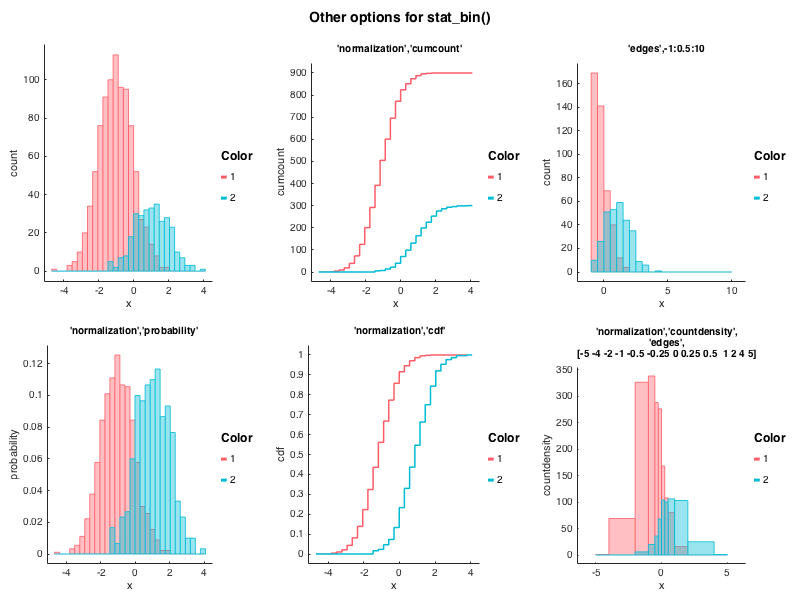 Other options for stat_bin()
count
100
80
60
40
20
0
-4 -2 0 2 4
x
Color
1
2
'normalization','cumcount'
cumcount
900
800
700
600
500
400
300
200
100
0
-4 -2 0 2 4
x
Color
1
2
'edges',-1:0.5:10
count
160
140
120
100
80
60
40
20
0
0 5 10
x
Color
1
2
'normalization','probability'
probability
0.12
0.1
0.08
0.06
0.04
0.02
0
-4 -2 0 2 4
x
Color
1
2
'normalization','cdf'
cdf
1
0.9
0.8
0.7
0.6
0.5
0.4
0.3
0.2
0.1
0
-4 -2 0 2 4
x
Color
1
2
'normalization','countdensity',
'edges',
[-5 -4 -2 -1 -0.5 -0.25 0 0.25 0.5 1 2 4 5]
countdensity
350
300
250
200
150
100
50
0
-5 0 5
x
Color
1
2